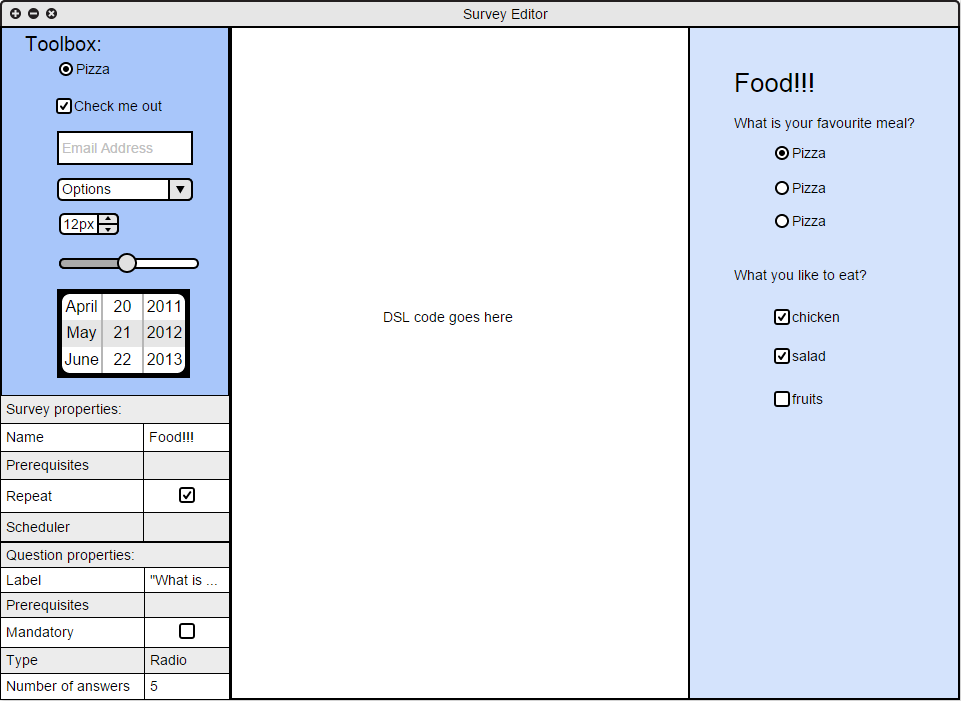 Survey Editor
Toolbox:
Pizza
Check me out
Email Address
Options
12px
April 20 2011
May 21 2012
June 22 2013
Survey properties:
Name Food!!!
Prerequisites
Repeat
Scheduler
Question properties:
Label "What is ...
Prerequisites
Mandatory
Type Radio
Number of answers 5
DSL code goes here
Food!!!
What is your favourite meal?
Pizza
Pizza
Pizza
What you like to eat?
chicken
salad
fruits